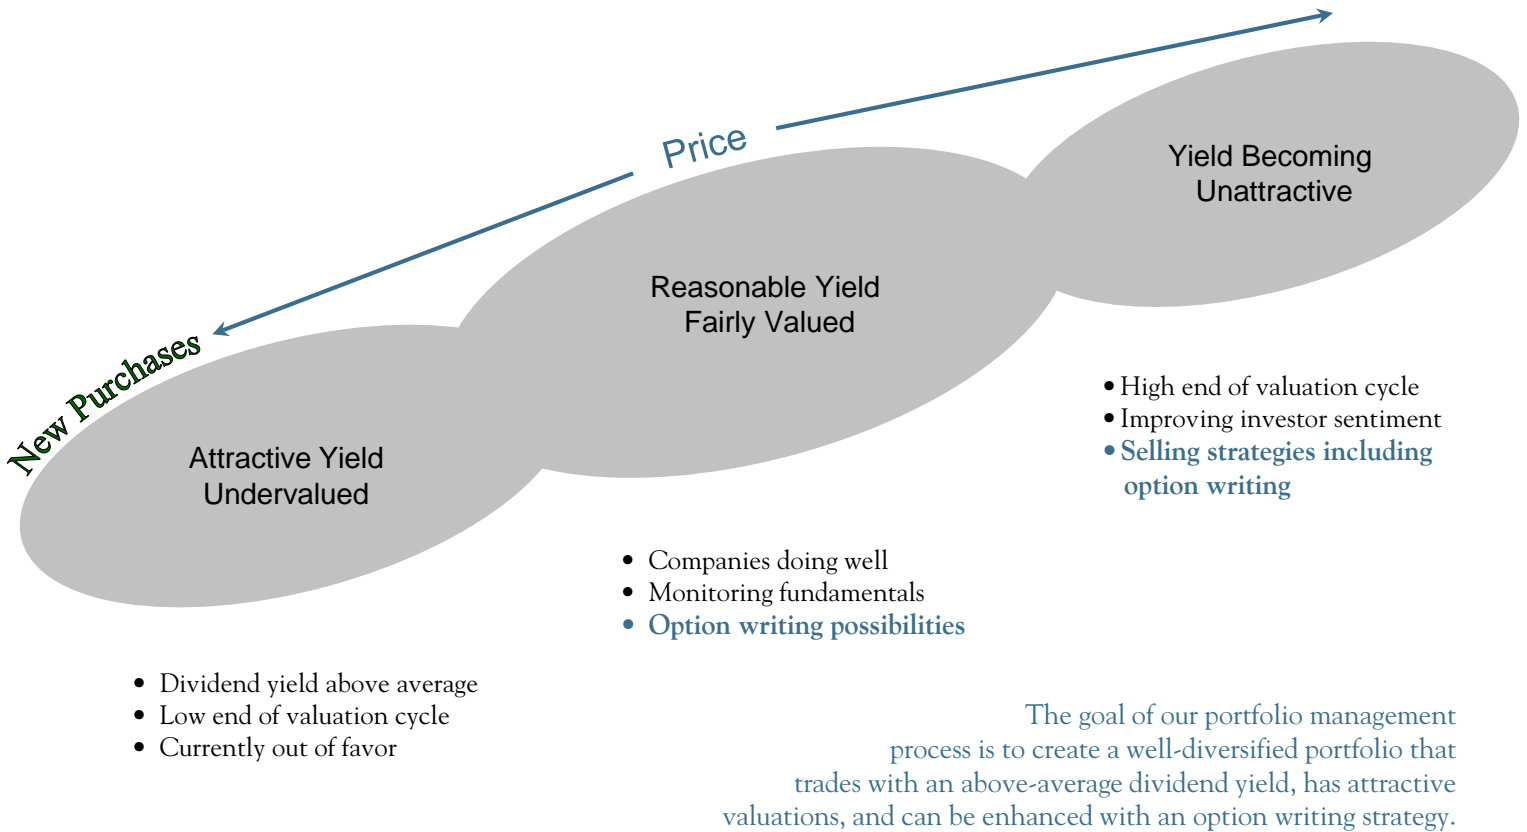 Price
Yield Becoming
Unattractive
Reasonable Yield
Fairly Valued
New Purchases
Attractive Yield
Undervalued
• High end of valuation cycle
• Improving investor sentiment
• Selling strategies including
option writing
• Companies doing well
• Monitoring fundamentals
• Option writing possibilities
• Dividend yield above average
• Low end of valuation cycle
• Currently out of favor
The goal of our portfolio management
process is to create a well-diversified portfolio that
trades with an above-average dividend yield, has attractive
valuations, and can be enhanced with an option writing strategy.